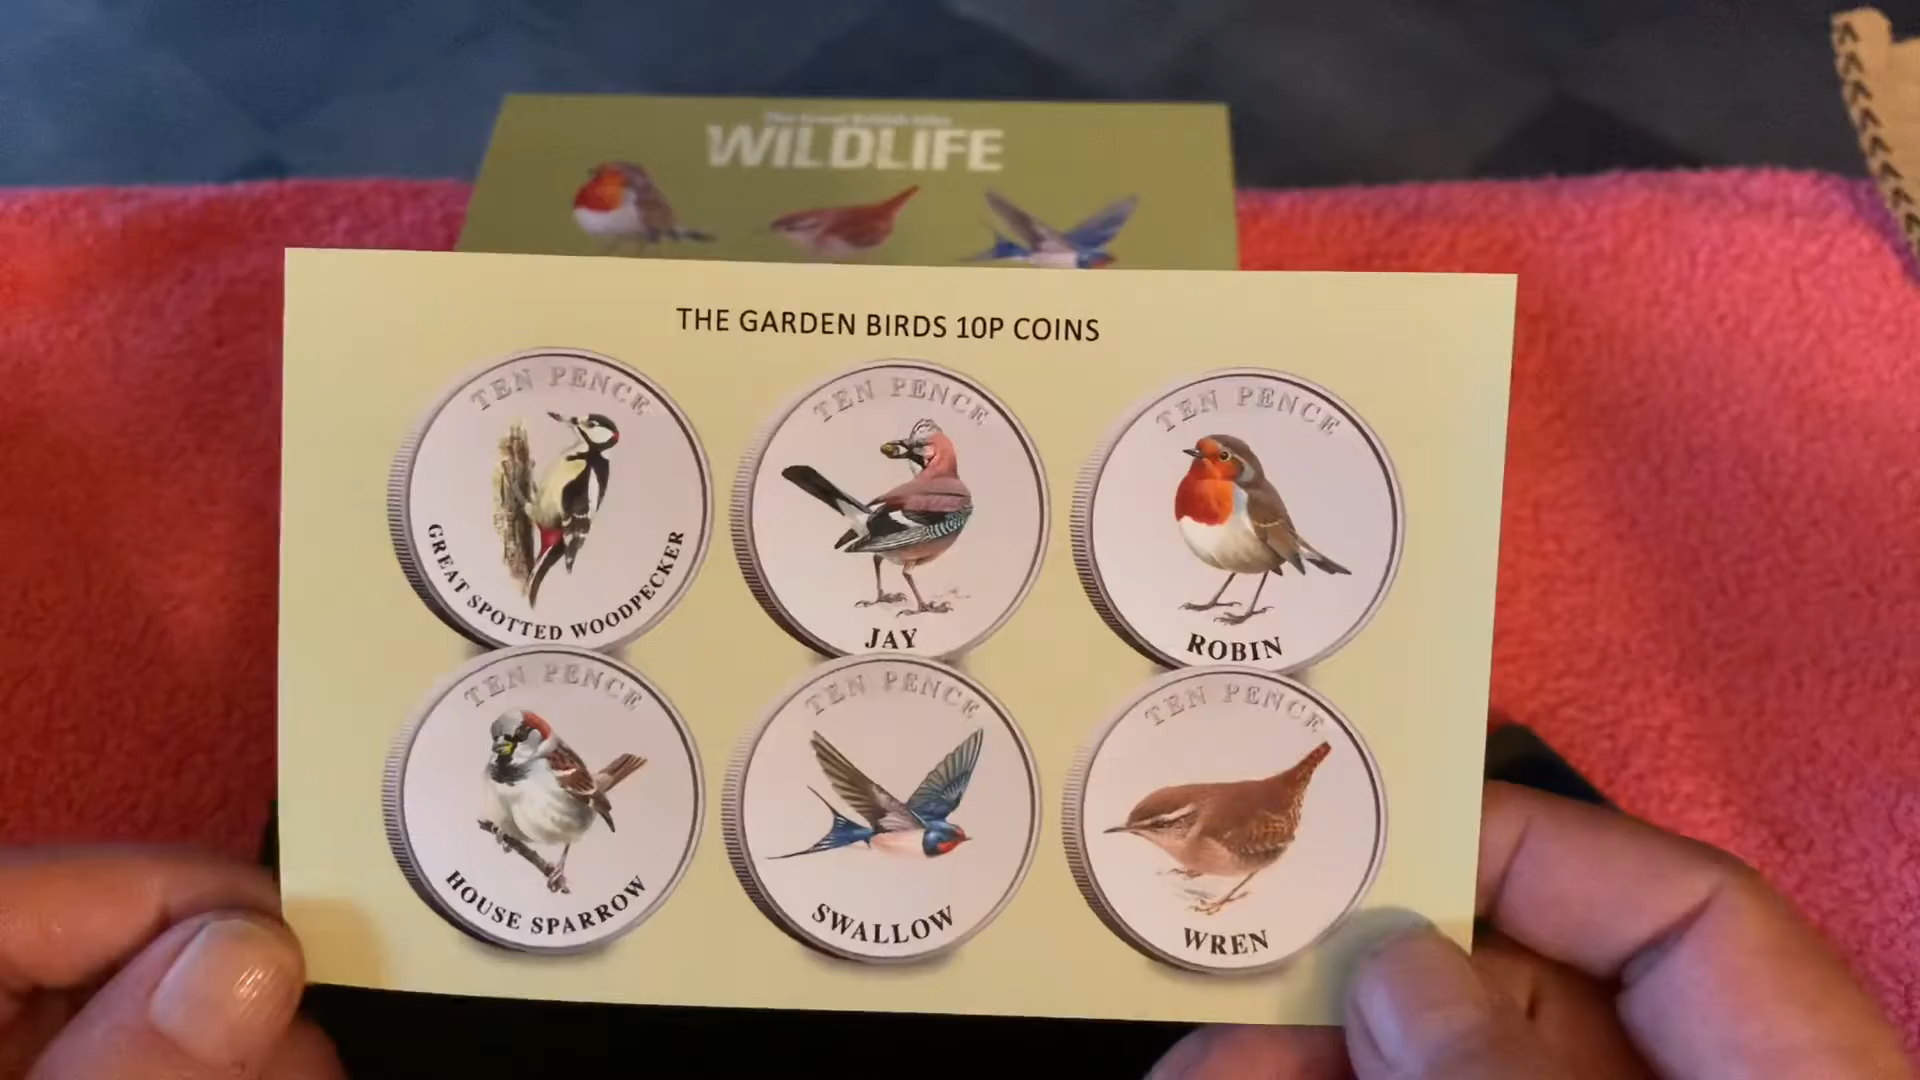 WILDLIFE
THE GARDEN BIRDS 10P COINS
TEN PENCE
GREAT SPOTTED WOODPECKER
TEN PENCE
JAY
TEN PENCE
ROBIN
TEN PENCE
HOUSE SPARROW
TEN PENCE
SWALLOW
TEN PENCE
WREN